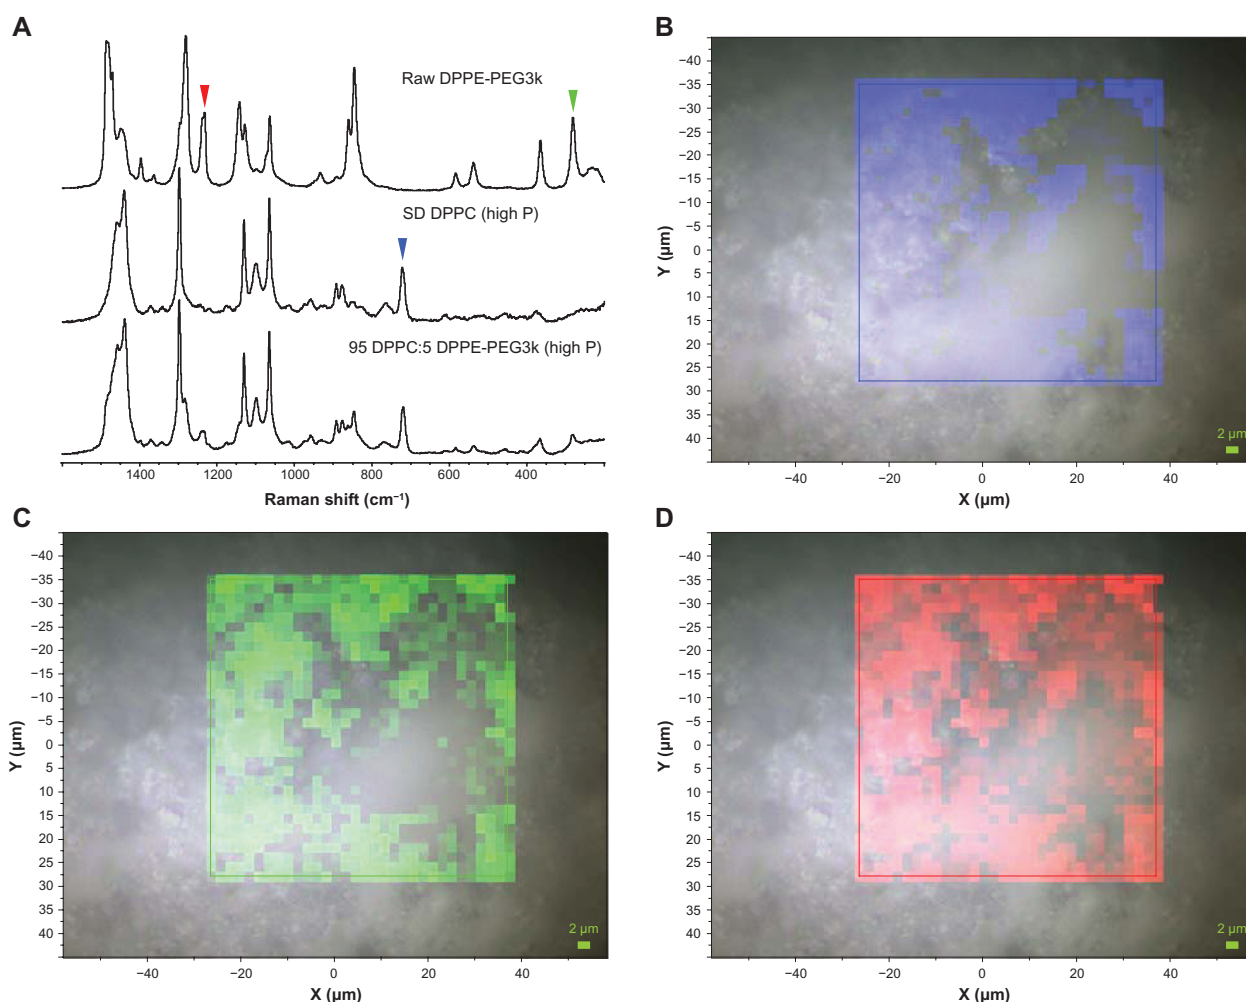 A
Raw DPPE-PEG3k
SD DPPC (high P)
95 DPPC:5 DPPE-PEG3k (high P)
1400 1200 1000 800 600 400
Raman shift (cm⁻¹)
B
−40
−35
−30
−25
−20
−15
−10
−5
0
5
10
15
20
25
30
35
40
Y (µm)
2 µm
−40 −20 0 20 40
X (µm)
C
−40
−35
−30
−25
−20
−15
−10
−5
0
5
10
15
20
25
30
35
40
Y (µm)
2 µm
−40 −20 0 20 40
X (µm)
D
−40
−35
−30
−25
−20
−15
−10
−5
0
5
10
15
20
25
30
35
40
Y (µm)
2 µm
−40 −20 0 20 40
X (µm)